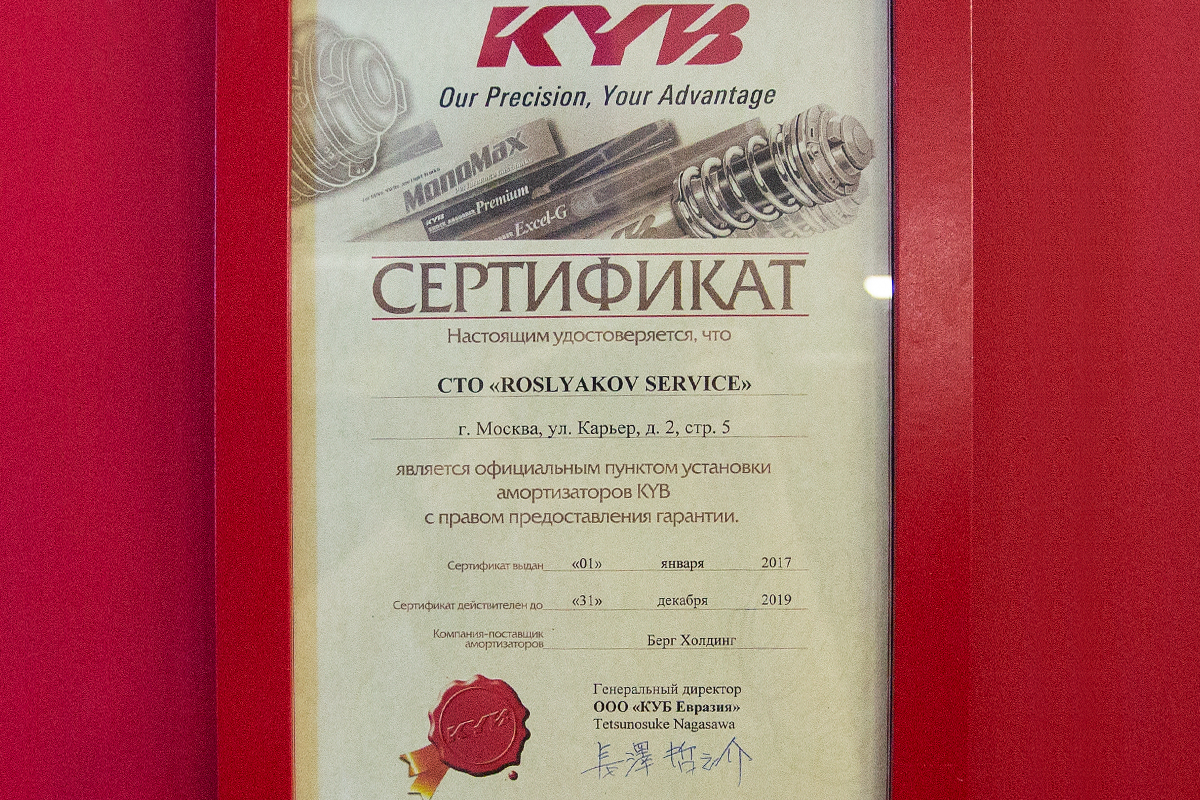 KYB
Our Precision, Your Advantage
MonoMax
KYB
Premium
Excel-G
СЕРТИФИКАТ
Настоящим удостоверяется, что
СТО «ROSLYAKOV SERVICE»
г. Москва, ул. Карьер, д. 2, стр. 5
является официальным пунктом установки
амортизаторов KYB
с правом предоставления гарантии.
Сертификат выдан «01» января 2017
Сертификат действителен до «31» декабря 2019
Компания-поставщик
амортизаторов Берг Холдинг
Генеральный директор
ООО «КУБ Евразия»
Tetsunosuke Nagasawa
長澤 哲之介
KYB